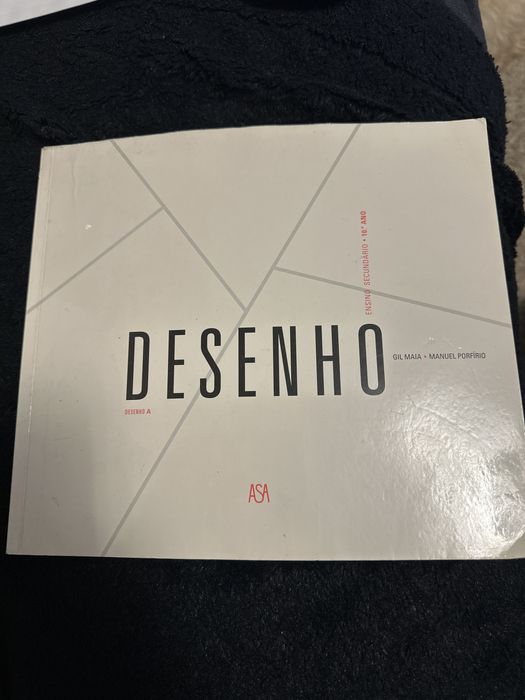 ENSINO SECUNDÁRIO • 10.° ANO
DESENHO
GIL MAIA • MANUEL PORFÍRIO
DESENHO A
ASA